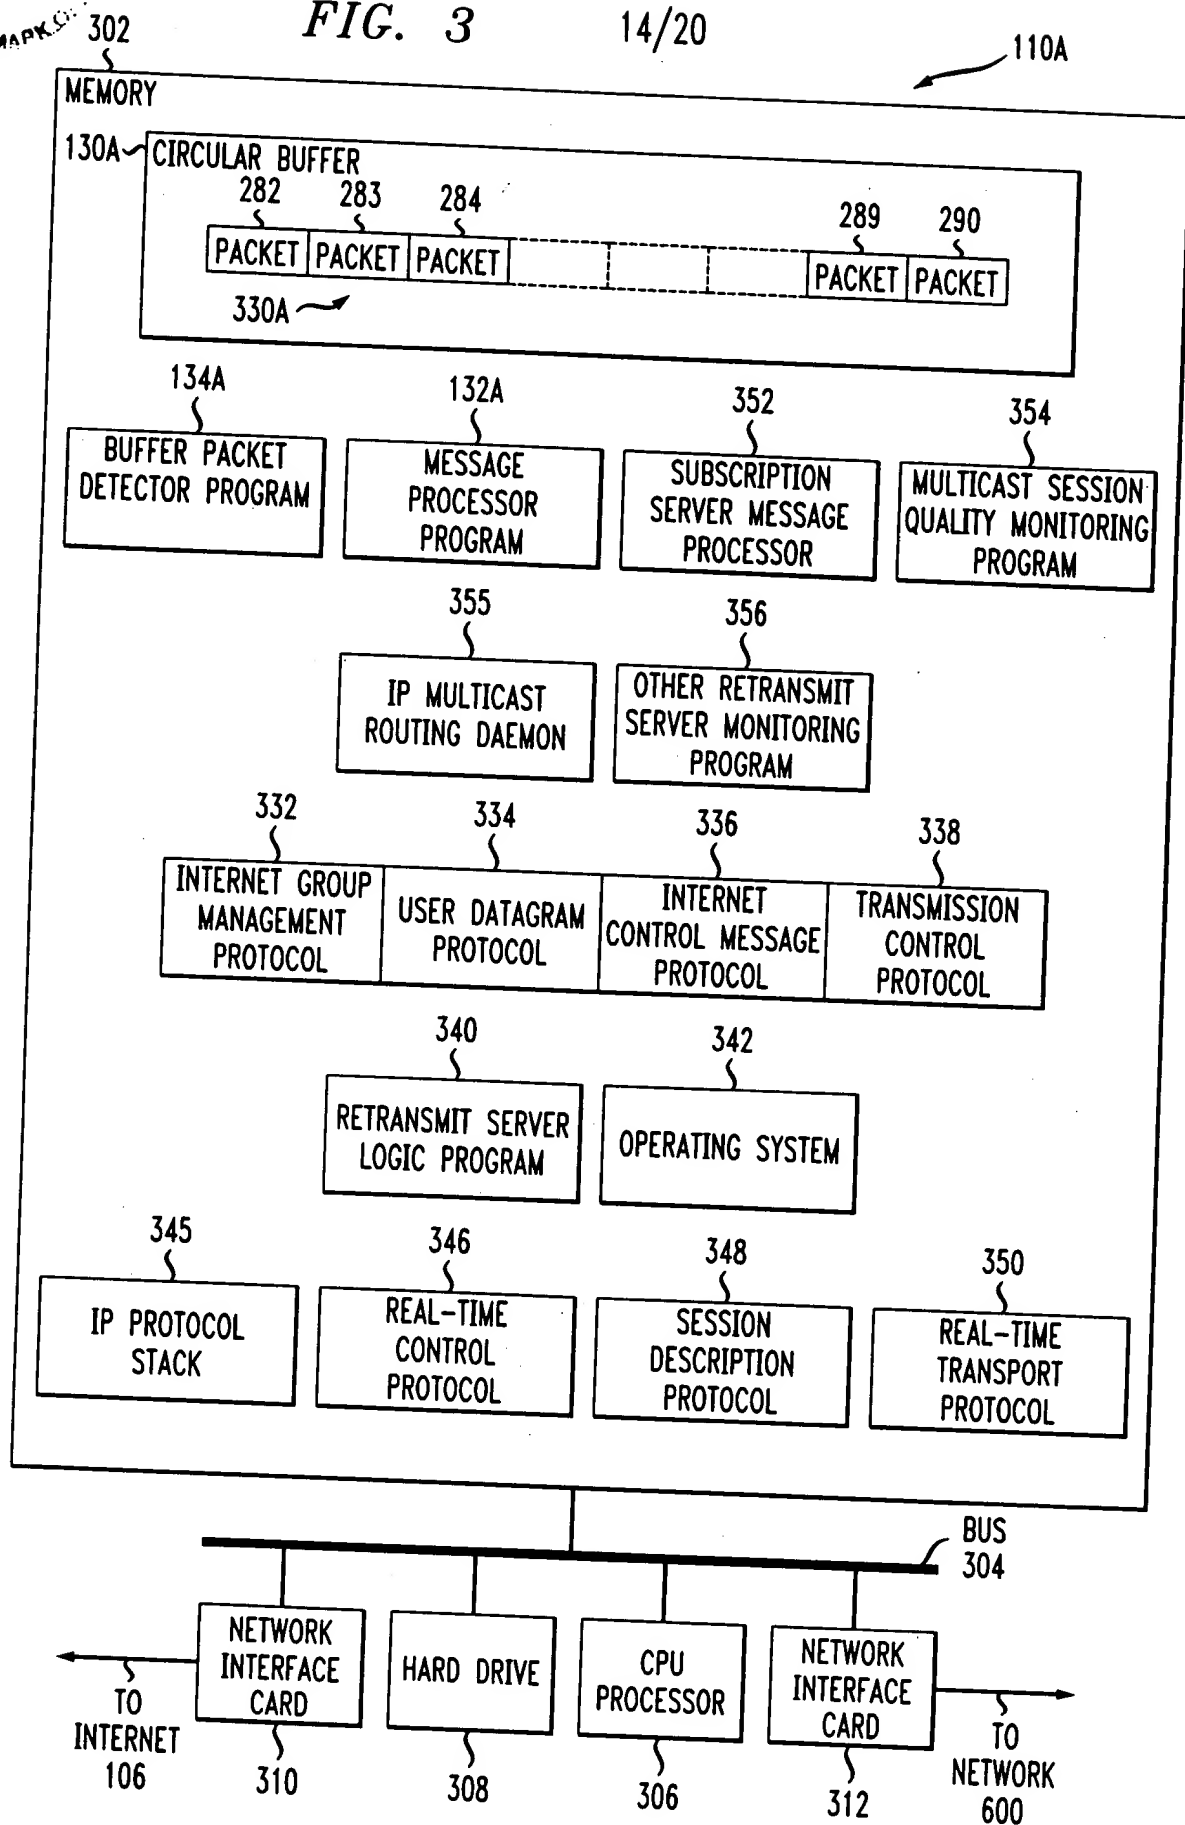 FIG. 3
14/20
302
110A
MEMORY
130A
CIRCULAR BUFFER
282
283
284
289
290
PACKET
PACKET
PACKET
PACKET
PACKET
330A
134A
132A
352
354
BUFFER PACKET
DETECTOR PROGRAM
MESSAGE
PROCESSOR
PROGRAM
SUBSCRIPTION
SERVER MESSAGE
PROCESSOR
MULTICAST SESSION
QUALITY MONITORING
PROGRAM
355
356
IP MULTICAST
ROUTING DAEMON
OTHER RETRANSMIT
SERVER MONITORING
PROGRAM
332
334
336
338
INTERNET GROUP
MANAGEMENT
PROTOCOL
USER DATAGRAM
PROTOCOL
INTERNET
CONTROL MESSAGE
PROTOCOL
TRANSMISSION
CONTROL
PROTOCOL
340
342
RETRANSMIT SERVER
LOGIC PROGRAM
OPERATING SYSTEM
345
346
348
350
IP PROTOCOL
STACK
REAL-TIME
CONTROL
PROTOCOL
SESSION
DESCRIPTION
PROTOCOL
REAL-TIME
TRANSPORT
PROTOCOL
BUS
304
NETWORK
INTERFACE
CARD
HARD DRIVE
CPU
PROCESSOR
NETWORK
INTERFACE
CARD
TO
INTERNET
106
310
308
306
312
TO
NETWORK
600